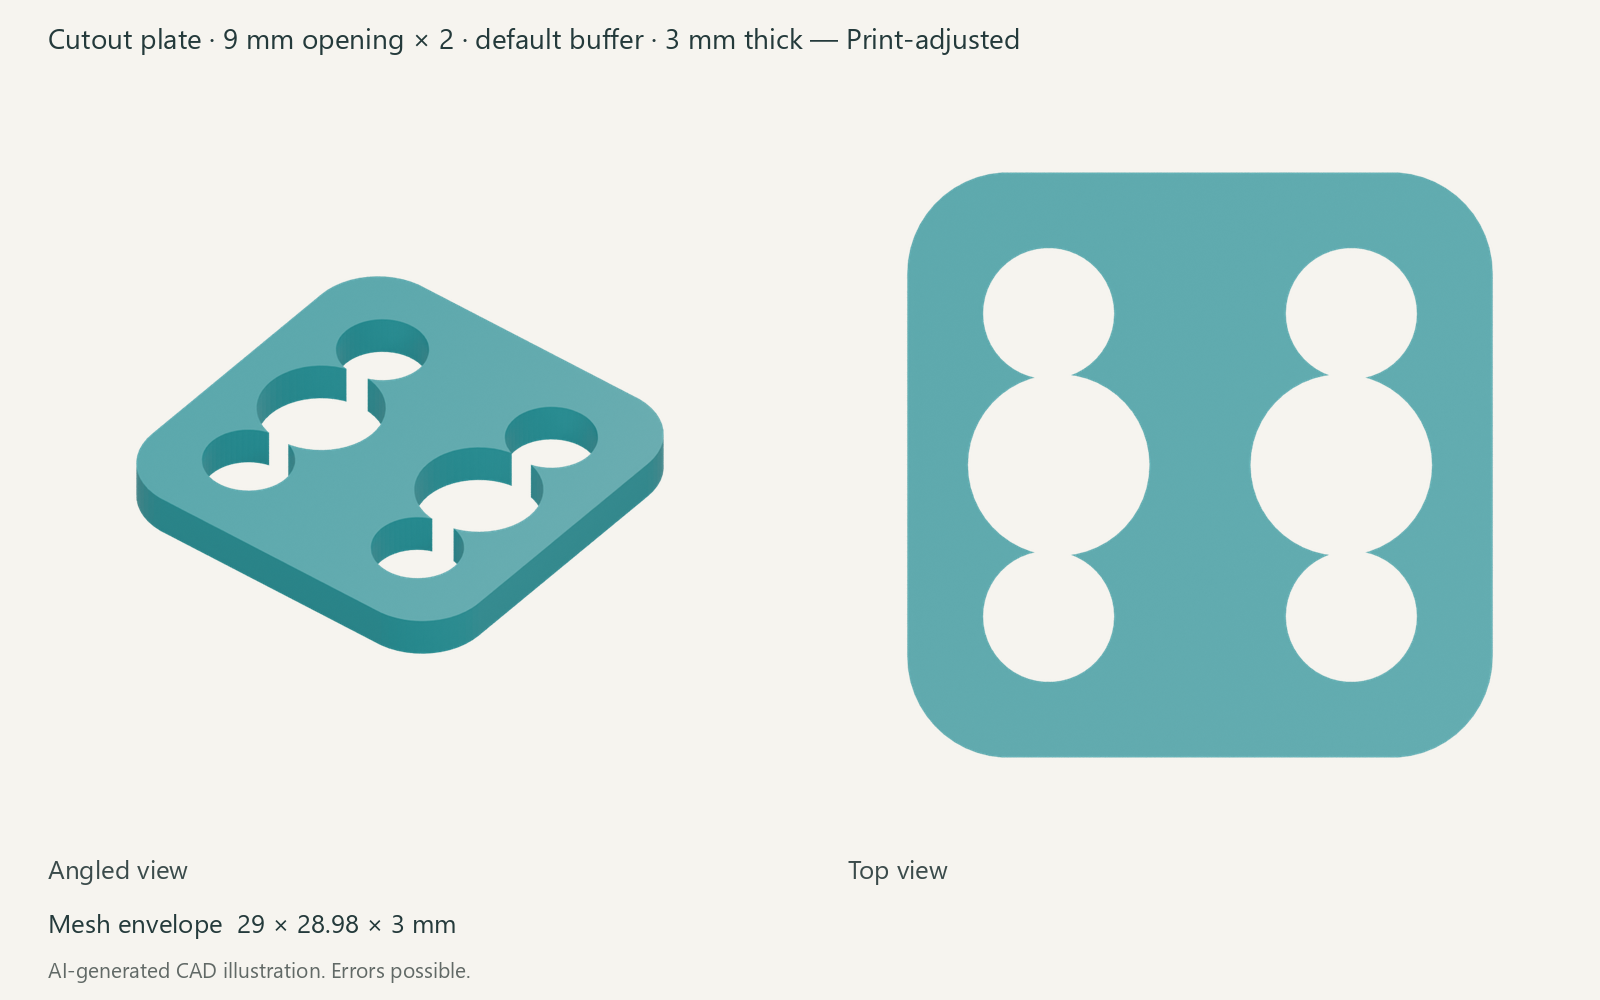 Cutout plate · 9 mm opening × 2 · default buffer · 3 mm thick — Print-adjusted
Angled view
Top view
Mesh envelope 29 × 28.98 × 3 mm
AI-generated CAD illustration. Errors possible.